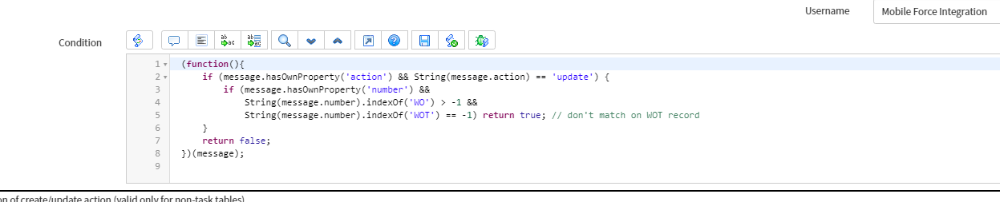 Username
Mobile Force Integration
Condition
1 (function(){
2     if (message.hasOwnProperty('action') && String(message.action) == 'update') {
3         if (message.hasOwnProperty('number') &&
4             String(message.number).indexOf('WO') > -1 &&
5             String(message.number).indexOf('WOT') == -1) return true; // don't match on WOT record
6     }
7     return false;
8 })(message);
9
on of create/update action (valid only for non-task tables)